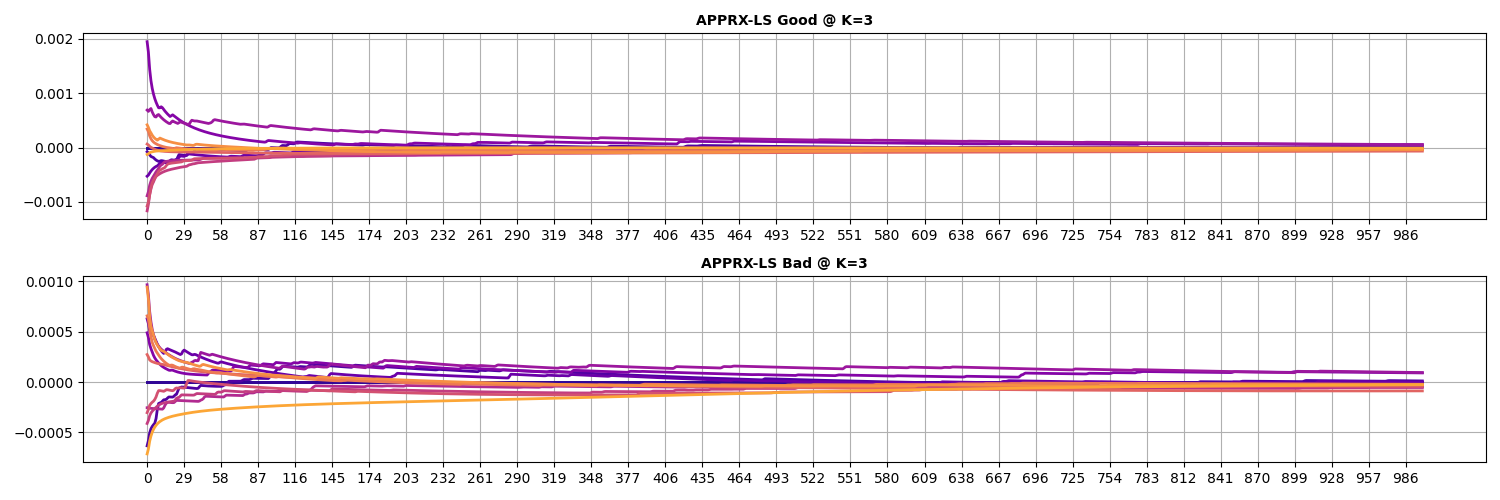 APPRX-LS Good @ K=3
0.002
0.001
0.000
−0.001
0 29 58 87 116 145 174 203 232 261 290 319 348 377 406 435 464 493 522 551 580 609 638 667 696 725 754 783 812 841 870 899 928 957 986
APPRX-LS Bad @ K=3
0.0010
0.0005
0.0000
−0.0005
0 29 58 87 116 145 174 203 232 261 290 319 348 377 406 435 464 493 522 551 580 609 638 667 696 725 754 783 812 841 870 899 928 957 986